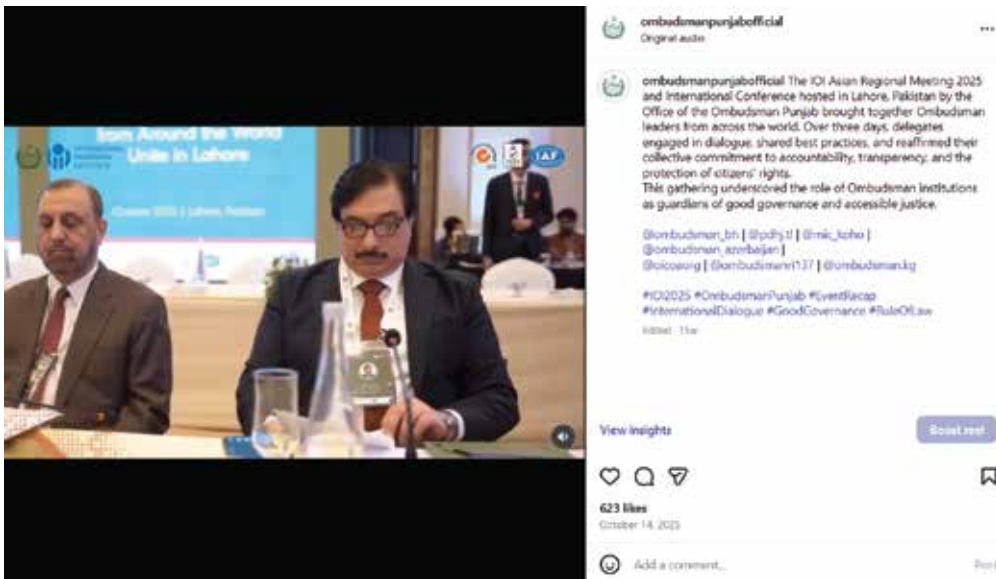 from Around the World
Unite in Lahore
2025 | Lahore, Pakistan
IAF
ombudsmanpunjabofficial
Original audio
ombudsmanpunjabofficial The IOI Asian Regional Meeting 2025
and International Conference hosted in Lahore, Pakistan by the
Office of the Ombudsman Punjab brought together Ombudsman
leaders from across the world. Over three days, delegates
engaged in dialogue, shared best practices, and reaffirmed their
collective commitment to accountability, transparency, and the
protection of citizens' rights.
This gathering underscored the role of Ombudsman institutions
as guardians of good governance and accessible justice.
@ombudsman_bh | @pdhj.tl | @mic_koho |
@ombudsman_azerbaijan |
@oicoaorg | @ombudsmanrt137 | @ombudsman.kg
#IOI2025 #OmbudsmanPunjab #EventRecap
#InternationalDialogue #GoodGovernance #RuleOfLaw
Edited ·
View Insights
Boost reel
623 likes
October 14, 2025
Add a comment...
Post